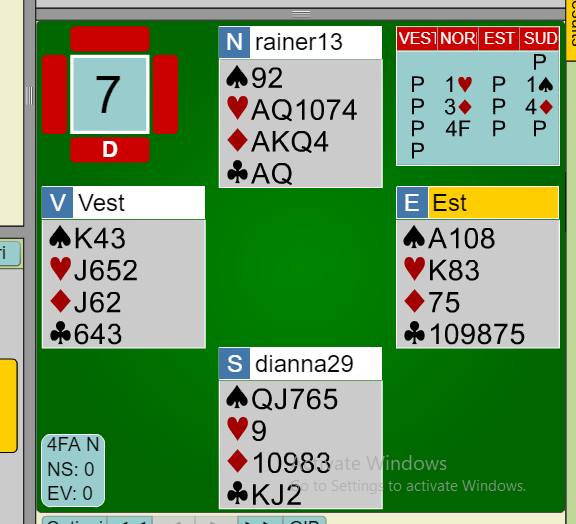 N rainer13
♠92
♥AQ1074
♦AKQ4
♣AQ
7
D
VEST NOR EST SUD
P
P 1♥ P 1♠
P 3♦ P 4♦
P 4F P P
P
V Vest
♠K43
♥J652
♦J62
♣643
E Est
♠A108
♥K83
♦75
♣109875
S dianna29
♠QJ765
♥9
♦10983
♣KJ2
4FA N
NS: 0
EV: 0
Activate Windows
Go to Settings to activate Windows.